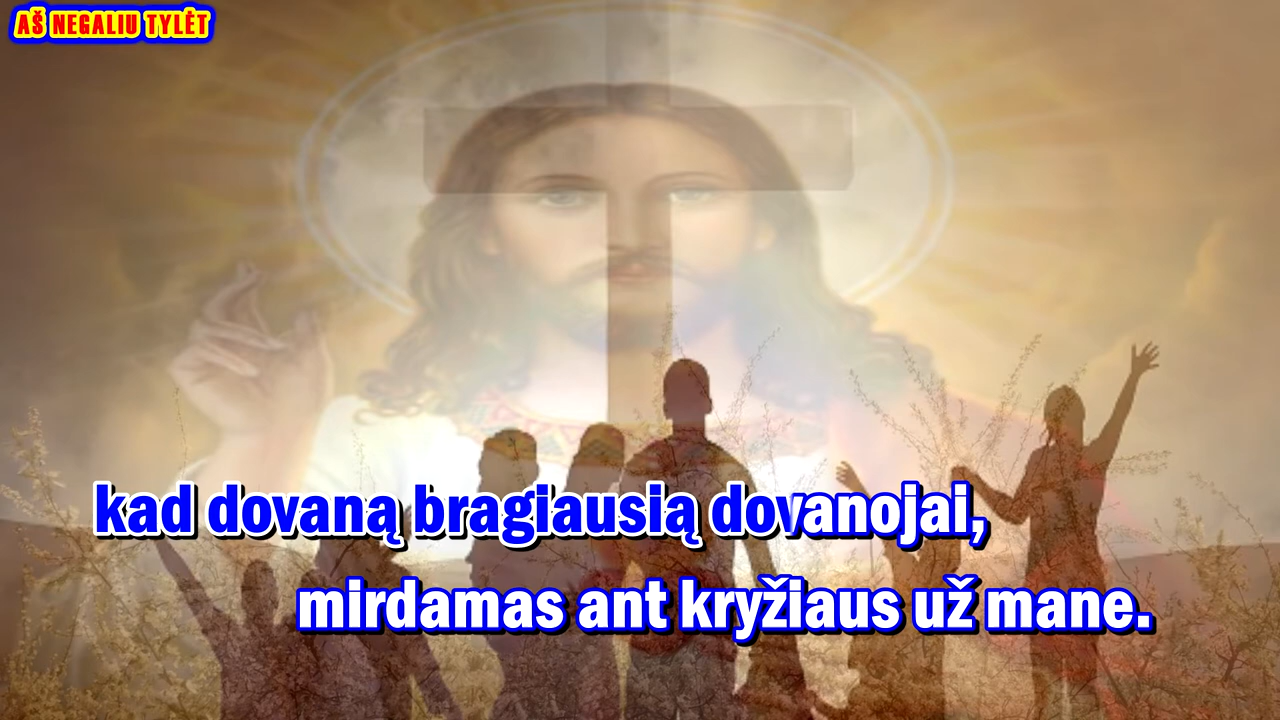 AŠ NEGALIU TYLĖT
kad dovaną bragiausią dovanojai,
mirdamas ant kryžiaus už mane.